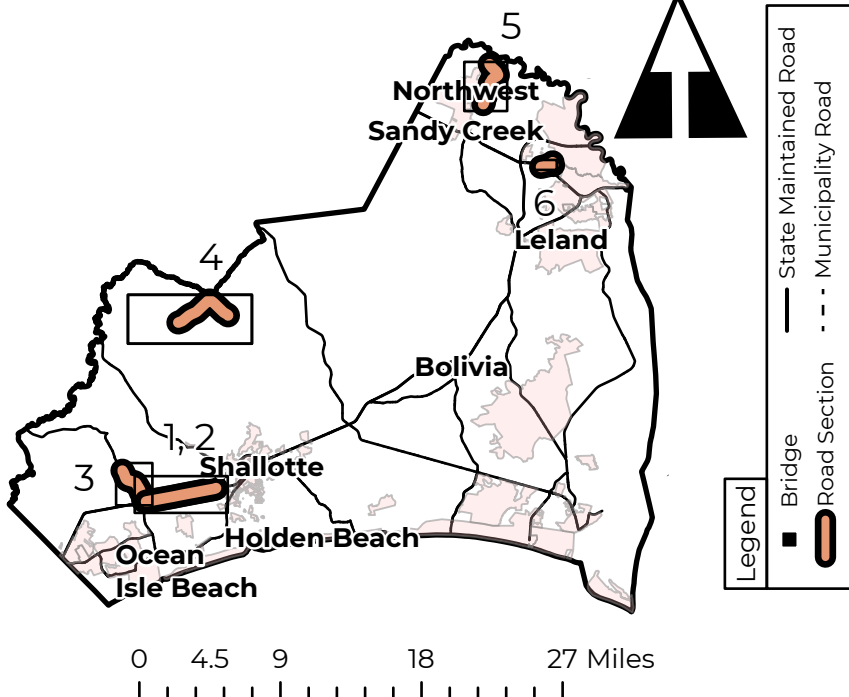 5
Northwest
Sandy Creek
6
Leland
4
Bolivia
1, 2
Shallotte
3
Holden Beach
Ocean
Isle Beach
0 4.5 9 18 27 Miles
Legend
Bridge
Road Section
State Maintained Road
Municipality Road